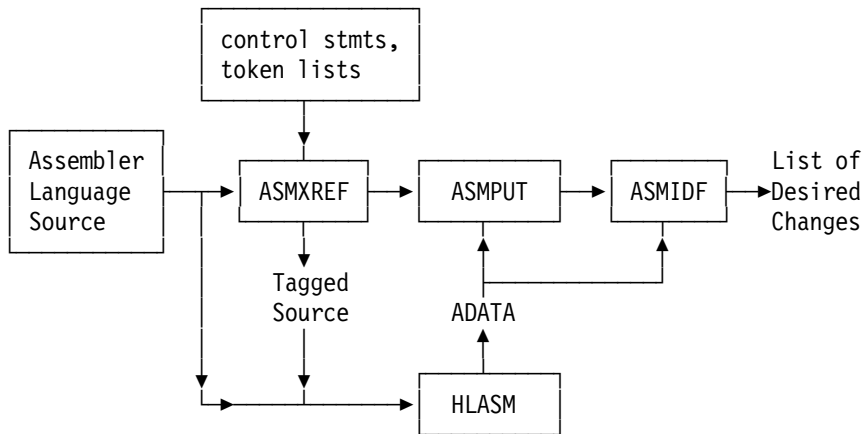 control stmts,
token lists
Assembler
Language
Source
ASMXREF
ASMPUT
ASMIDF
List of
Desired
Changes
Tagged
Source
ADATA
HLASM